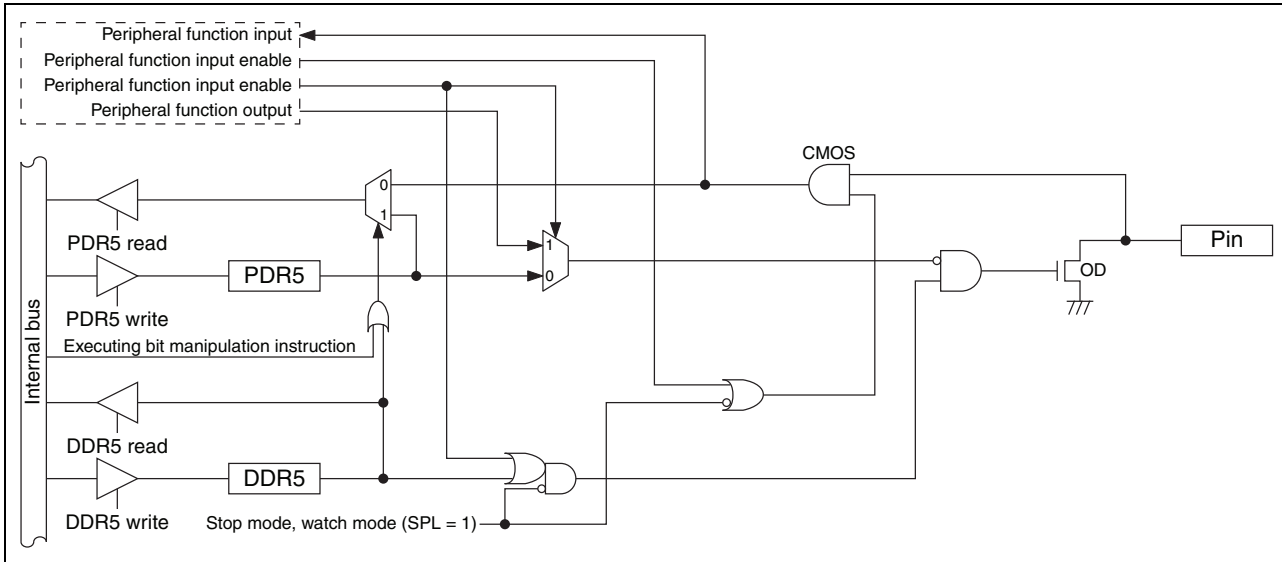 Peripheral function input
Peripheral function input enable
Peripheral function input enable
Peripheral function output
CMOS
0
1
PDR5 read
1
Pin
PDR5
0
OD
PDR5 write
Executing bit manipulation instruction
Internal bus
DDR5 read
DDR5
DDR5 write
Stop mode, watch mode (SPL = 1)